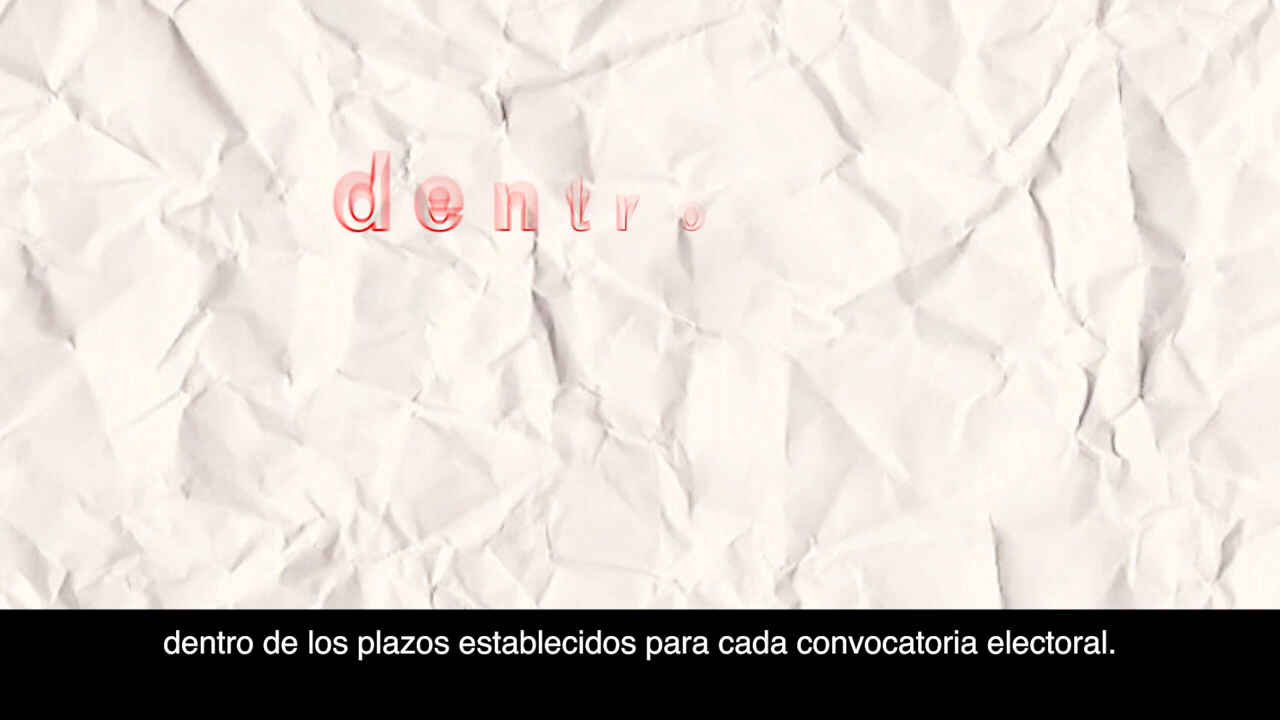 dentro
dentro de los plazos establecidos para cada convocatoria electoral.